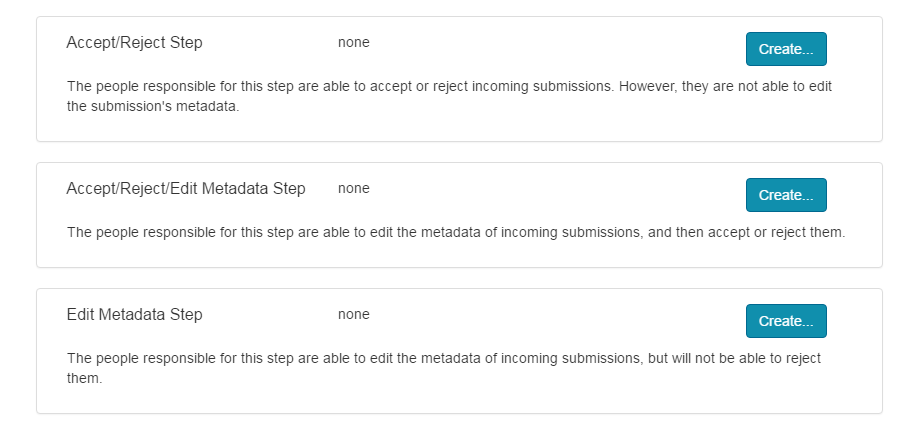 Accept/Reject Step none Create...
The people responsible for this step are able to accept or reject incoming submissions. However, they are not able to edit
the submission's metadata.
Accept/Reject/Edit Metadata Step none Create...
The people responsible for this step are able to edit the metadata of incoming submissions, and then accept or reject them.
Edit Metadata Step none Create...
The people responsible for this step are able to edit the metadata of incoming submissions, but will not be able to reject
them.